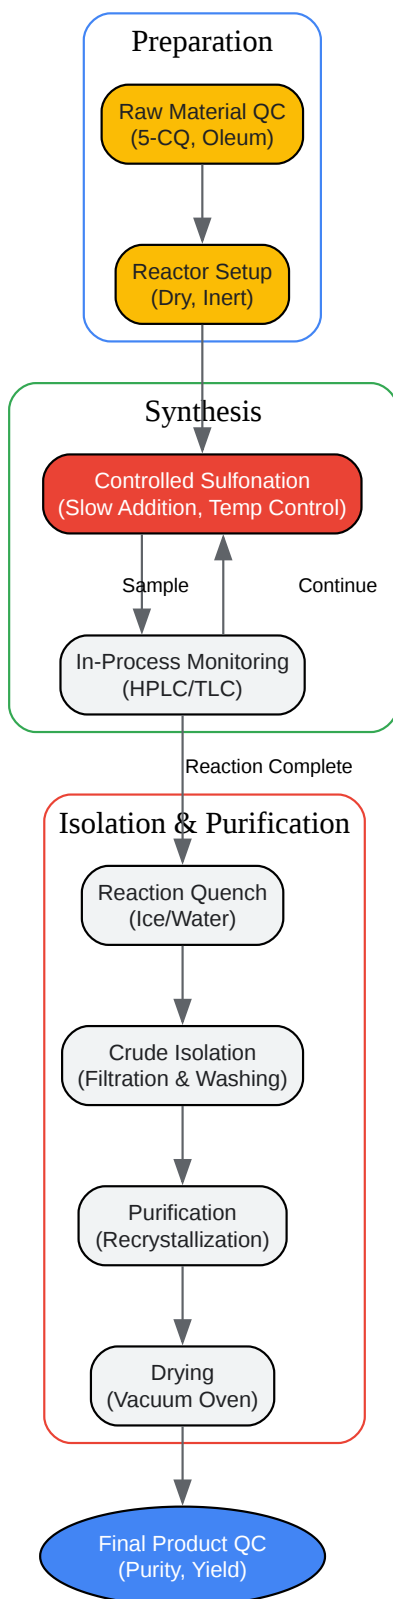 Preparation
Raw Material QC
(5-CQ, Oleum)
Reactor Setup
(Dry, Inert)
Synthesis
Controlled Sulfonation
(Slow Addition, Temp Control)
Sample
Continue
In-Process Monitoring
(HPLC/TLC)
Reaction Complete
Isolation & Purification
Reaction Quench
(Ice/Water)
Crude Isolation
(Filtration & Washing)
Purification
(Recrystallization)
Drying
(Vacuum Oven)
Final Product QC
(Purity, Yield)